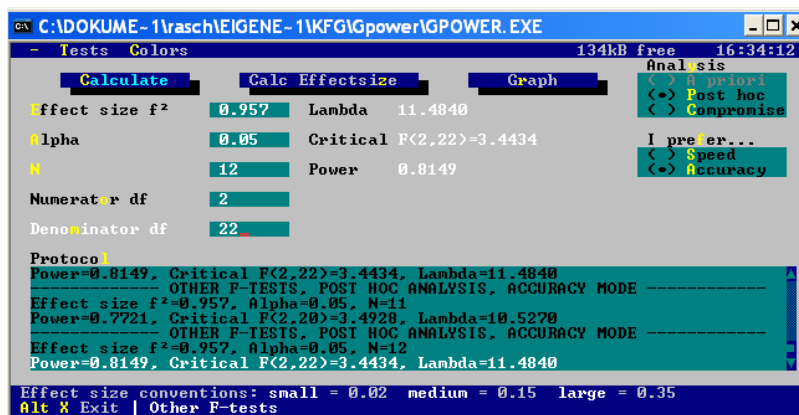 C:\DOKUME~1\rasch\EIGENE~1\KFG\Gpower\GPOWER.EXE
- Tests Colors 134kB free 16:34:12
Calculate Calc Effectsize Graph
Analysis
( ) A priori
(•) Post hoc
( ) Compromise
Effect size f² 0.957 Lambda 11.4840
Alpha 0.05 Critical F(2,22)=3.4434
I prefer...
( ) Speed
(•) Accuracy
N 12 Power 0.8149
Numerator df 2
Denominator df 22_
Protocol
Power=0.8149, Critical F(2,22)=3.4434, Lambda=11.4840
------------- OTHER F-TESTS, POST HOC ANALYSIS, ACCURACY MODE ------------
Effect size f²=0.957, Alpha=0.05, N=11
Power=0.7721, Critical F(2,20)=3.4928, Lambda=10.5270
------------- OTHER F-TESTS, POST HOC ANALYSIS, ACCURACY MODE ------------
Effect size f²=0.957, Alpha=0.05, N=12
Power=0.8149, Critical F(2,22)=3.4434, Lambda=11.4840
Effect size conventions: small = 0.02 medium = 0.15 large = 0.35
Alt X Exit | Other F-tests